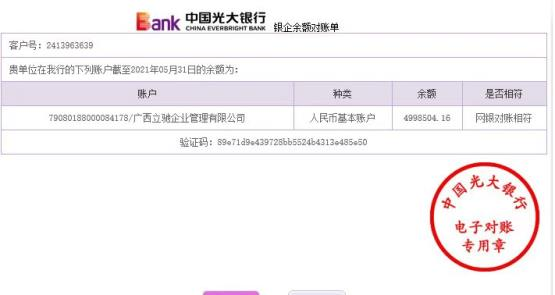 Bank 中国光大银行
CHINA EVERBRIGHT BANK 银企余额对账单
客户号：2413963639
贵单位在我行的下列账户截至2021年05月31日的余额为：
账户 种类 余额 是否相符
79080188000084178/广西立驰企业管理有限公司 人民币基本账户 4998504.16 网银对账相符
验证码：89e71d9e439728bb5524b4313e485e50
中国光大银行
电子对账
专用章